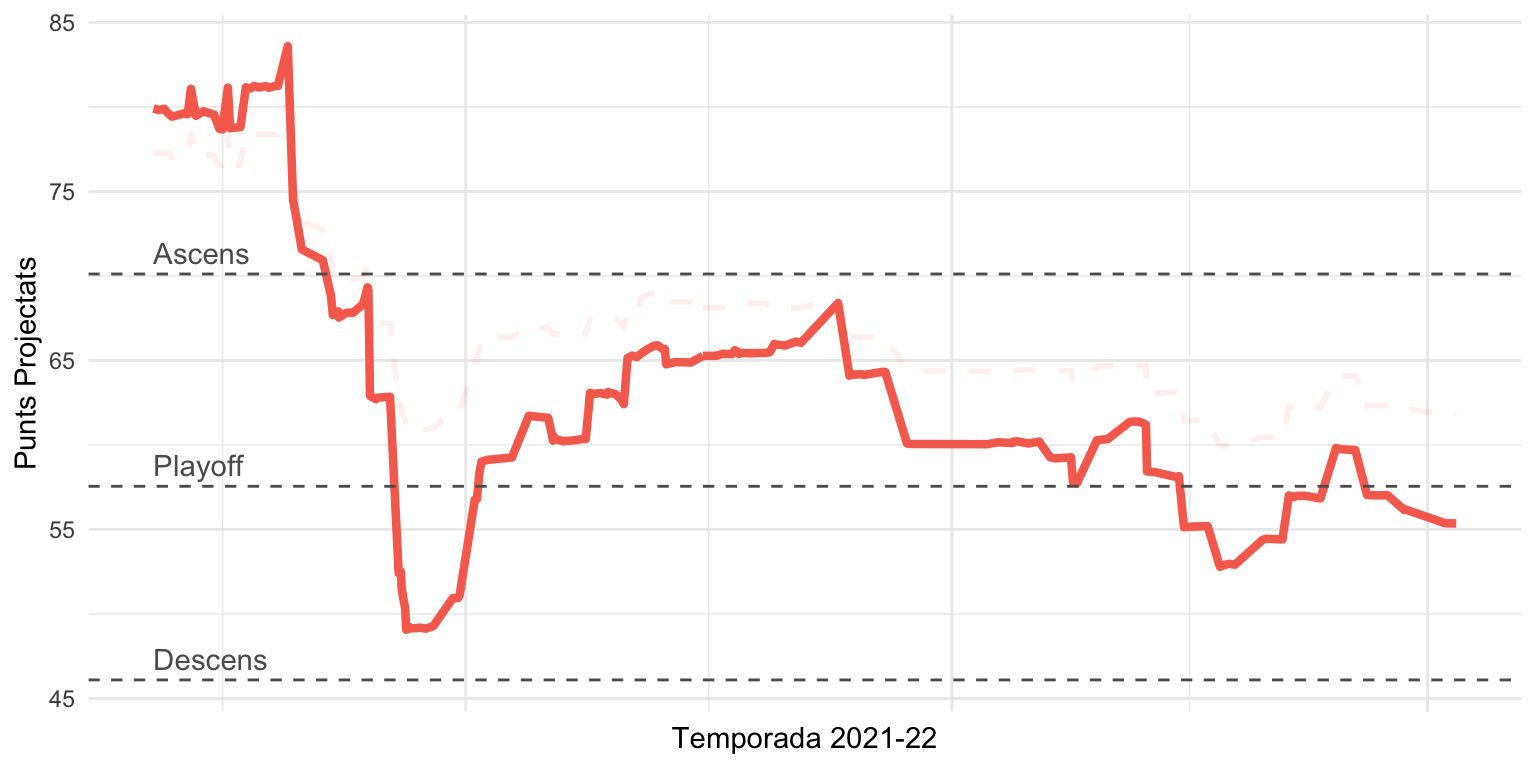 85
75
65
55
45
Punts Projectats
Ascens
Playoff
Descens
Temporada 2021-22